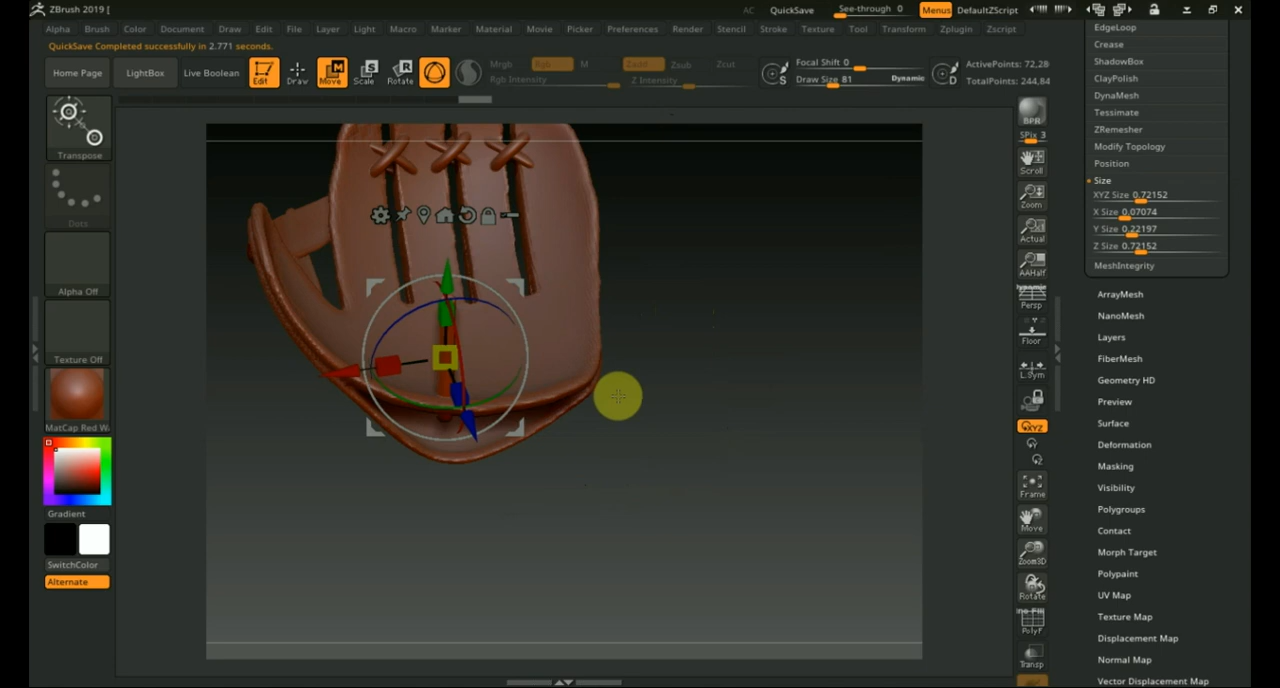 ZBrush 2019 [
AC QuickSave See-through 0 Menus DefaultZScript
Alpha Brush Color Document Draw Edit File Layer Light Macro Marker Material Movie Picker Preferences Render Stencil Stroke Texture Tool Transform Zplugin Zscript
QuickSave Completed successfully in 2.771 seconds.
Home Page LightBox Live Boolean Edit Draw Move Scale Rotate
Mrgb Rgb M Zadd Zsub Zcut
Rgb Intensity Z Intensity
Focal Shift 0
Draw Size 81 Dynamic
S
D
ActivePoints: 72,28
TotalPoints: 244,84
Transpose
Dots
Alpha Off
Texture Off
MatCap Red W
Gradient
SwitchColor
Alternate
BPR
SPix 3
Scroll
Zoom
Actual
AAHalf
Dynamic
Persp
Floor
L.Sym
XYZ
Y
Z
Frame
Move
Zoom3D
Rotate
Line Fill
PolyF
Transp
EdgeLoop
Crease
ShadowBox
ClayPolish
DynaMesh
Tessimate
ZRemesher
Modify Topology
Position
Size
XYZ Size 0.72152
X Size 0.07074
Y Size 0.22197
Z Size 0.72152
MeshIntegrity
ArrayMesh
NanoMesh
Layers
FiberMesh
Geometry HD
Preview
Surface
Deformation
Masking
Visibility
Polygroups
Contact
Morph Target
Polypaint
UV Map
Texture Map
Displacement Map
Normal Map
Vector Displacement Map